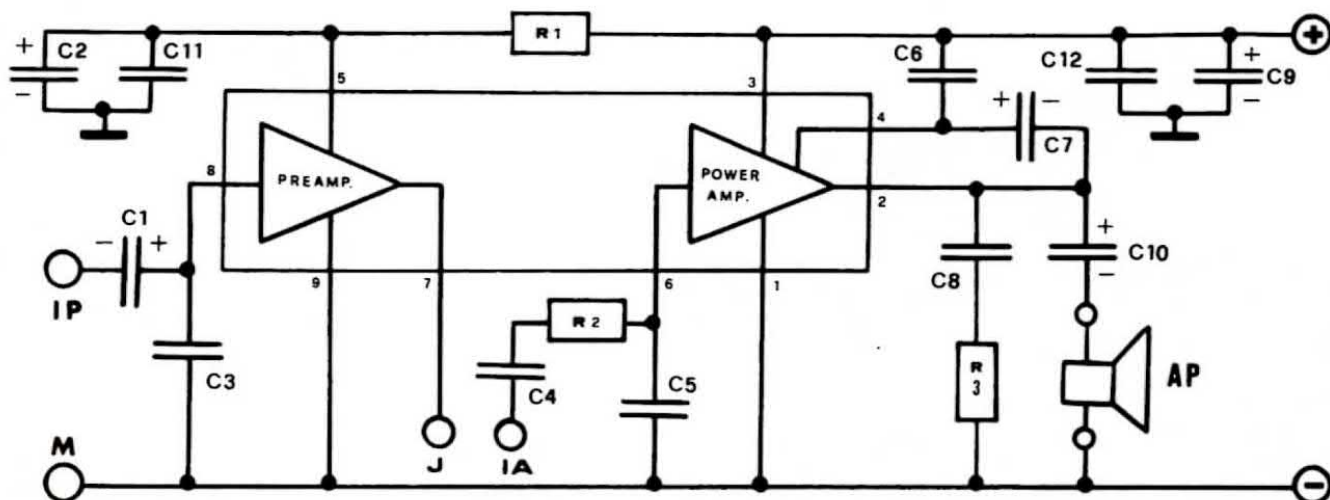 R1
+
+
C2
C11
-
5
3
C6
C12
+
C9
-
4
+ -
C7
8
PREAMP.
POWER
AMP.
2
C1
- +
IP
9
7
6
1
C8
+
C10
-
R2
C3
C4
C5
R
3
AP
M
J
IA
-